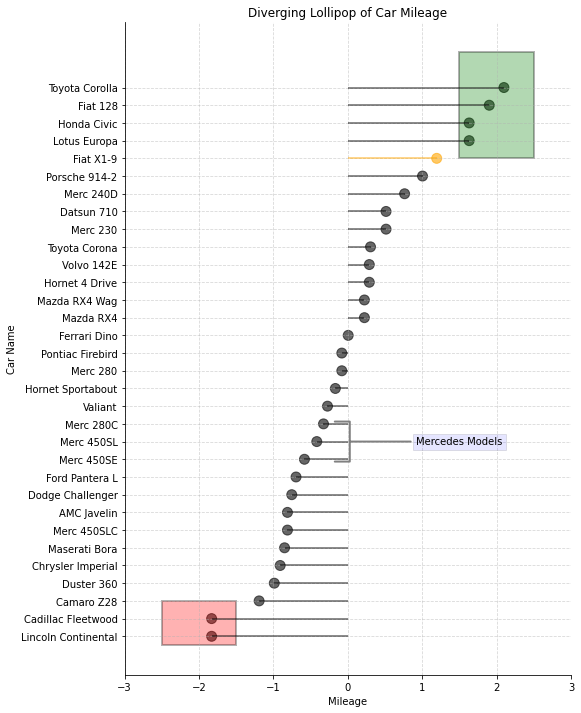 Diverging Lollipop of Car Mileage
Toyota Corolla
Fiat 128
Honda Civic
Lotus Europa
Fiat X1-9
Porsche 914-2
Merc 240D
Datsun 710
Merc 230
Toyota Corona
Volvo 142E
Hornet 4 Drive
Mazda RX4 Wag
Mazda RX4
Ferrari Dino
Pontiac Firebird
Merc 280
Hornet Sportabout
Valiant
Merc 280C
Merc 450SL
Merc 450SE
Ford Pantera L
Dodge Challenger
AMC Javelin
Merc 450SLC
Maserati Bora
Chrysler Imperial
Duster 360
Camaro Z28
Cadillac Fleetwood
Lincoln Continental
Car Name
Mercedes Models
−3 −2 −1 0 1 2 3
Mileage